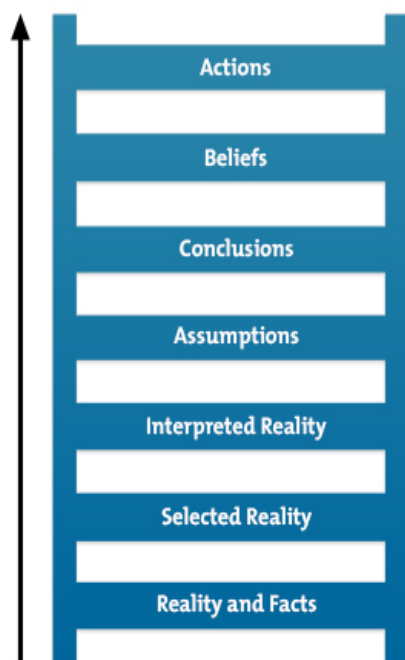 Actions
Beliefs
Conclusions
Assumptions
Interpreted Reality
Selected Reality
Reality and Facts